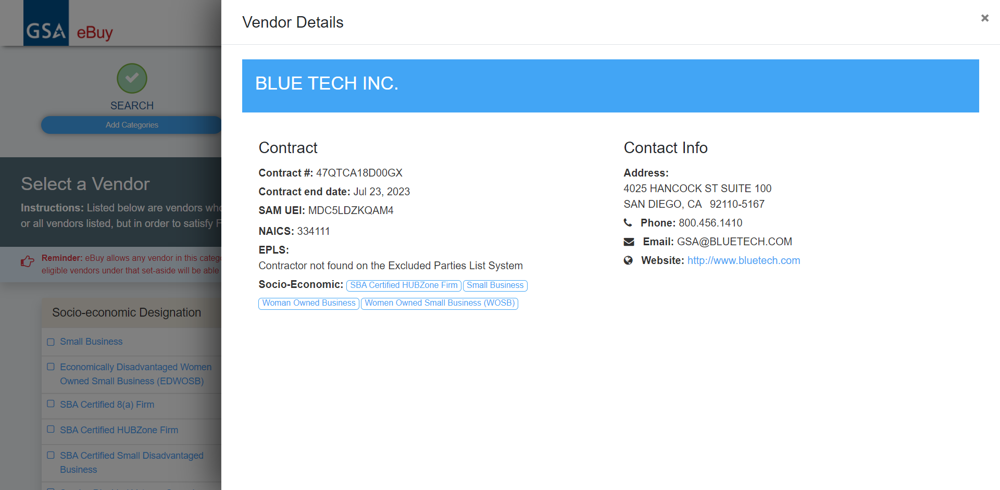 GSA eBuy
SEARCH
Add Categories
Select a Vendor
Instructions: Listed below are vendors who
or all vendors listed, but in order to satisfy F
Reminder: eBuy allows any vendor in this catego
eligible vendors under that set-aside will be able
Socio-economic Designation
Small Business
Economically Disadvantaged Women
Owned Small Business (EDWOSB)
SBA Certified 8(a) Firm
SBA Certified HUBZone Firm
SBA Certified Small Disadvantaged
Business
Vendor Details
BLUE TECH INC.
Contract
Contract #: 47QTCA18D00GX
Contract end date: Jul 23, 2023
SAM UEI: MDC5LDZKQAM4
NAICS: 334111
EPLS:
Contractor not found on the Excluded Parties List System
Socio-Economic: SBA Certified HUBZone Firm Small Business
Woman Owned Business Women Owned Small Business (WOSB)
Contact Info
Address:
4025 HANCOCK ST SUITE 100
SAN DIEGO, CA 92110-5167
Phone: 800.456.1410
Email: GSA@BLUETECH.COM
Website: http://www.bluetech.com